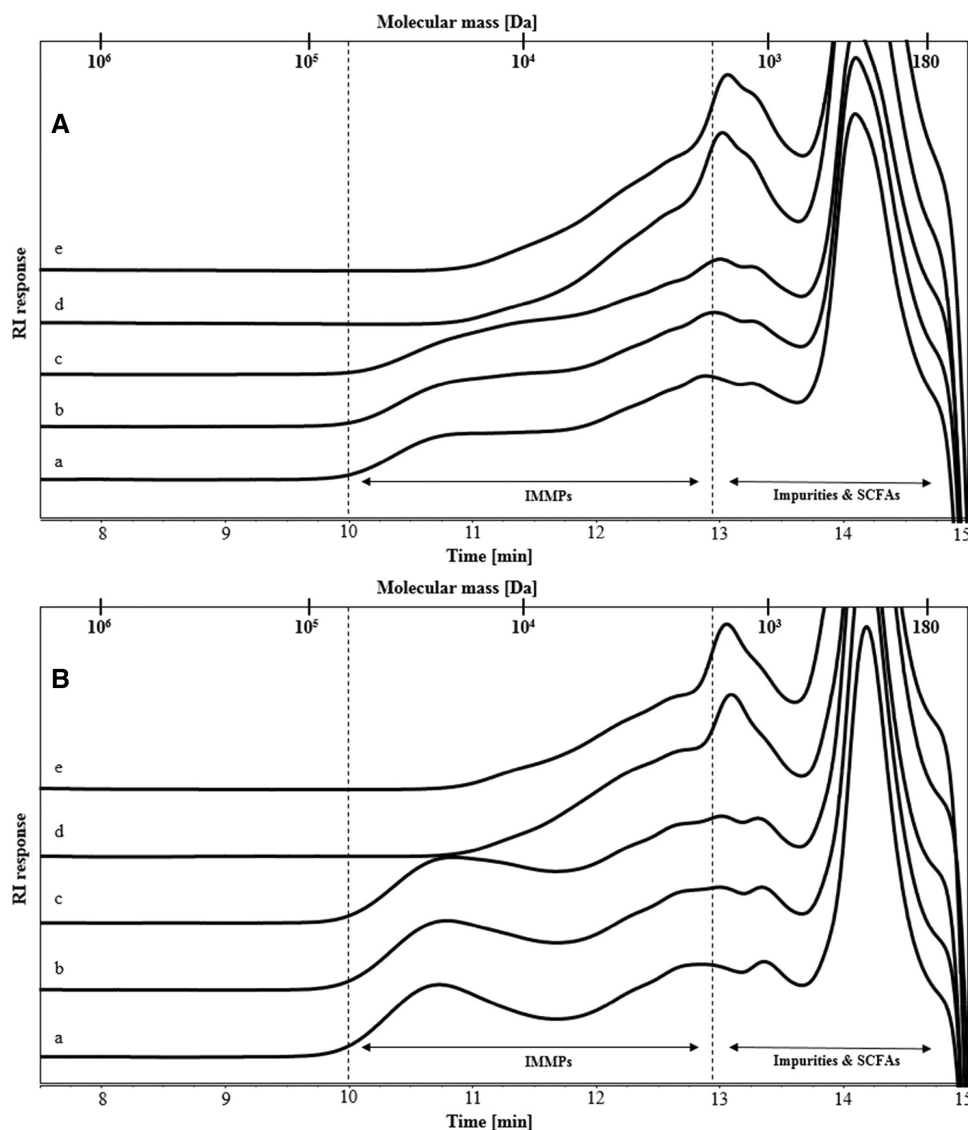 Molecular mass [Da]
10⁶ 10⁵ 10⁴ 10³ 180
A
RI response
e
d
c
b
a
IMMPs Impurities & SCFAs
8 9 10 11 12 13 14 15
Time [min]
Molecular mass [Da]
10⁶ 10⁵ 10⁴ 10³ 180
B
RI response
e
d
c
b
a
IMMPs Impurities & SCFAs
8 9 10 11 12 13 14 15
Time [min]